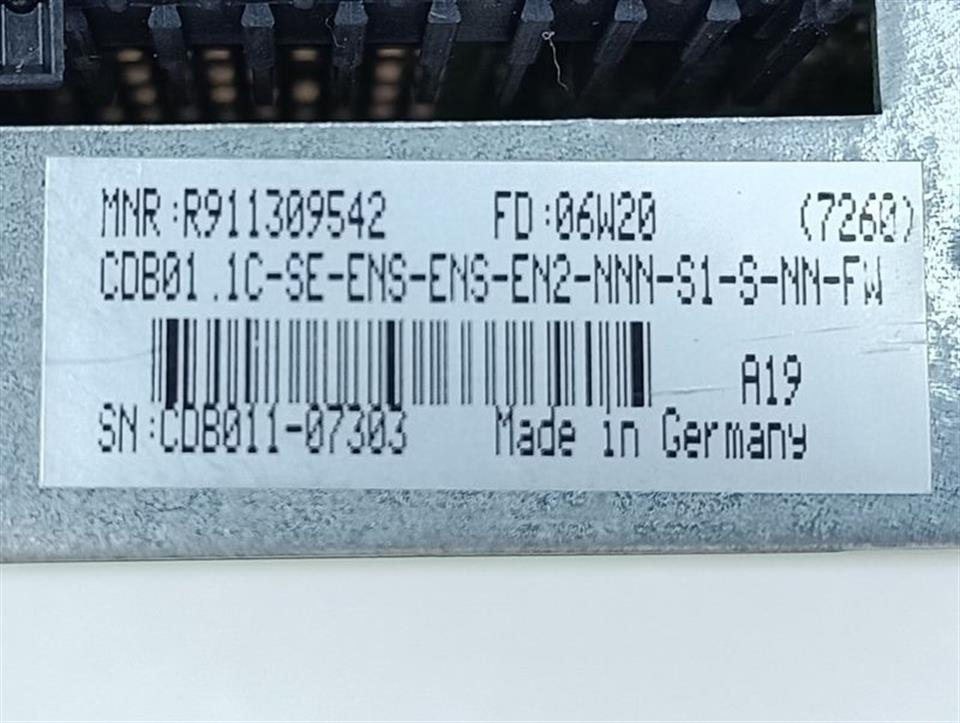 MNR:R911309542 FD:06W20 (7260)
CDB01.1C-SE-ENS-ENS-EN2-NNN-S1-S-NN-FW
A19
SN:CDB011-07303 Made in Germany